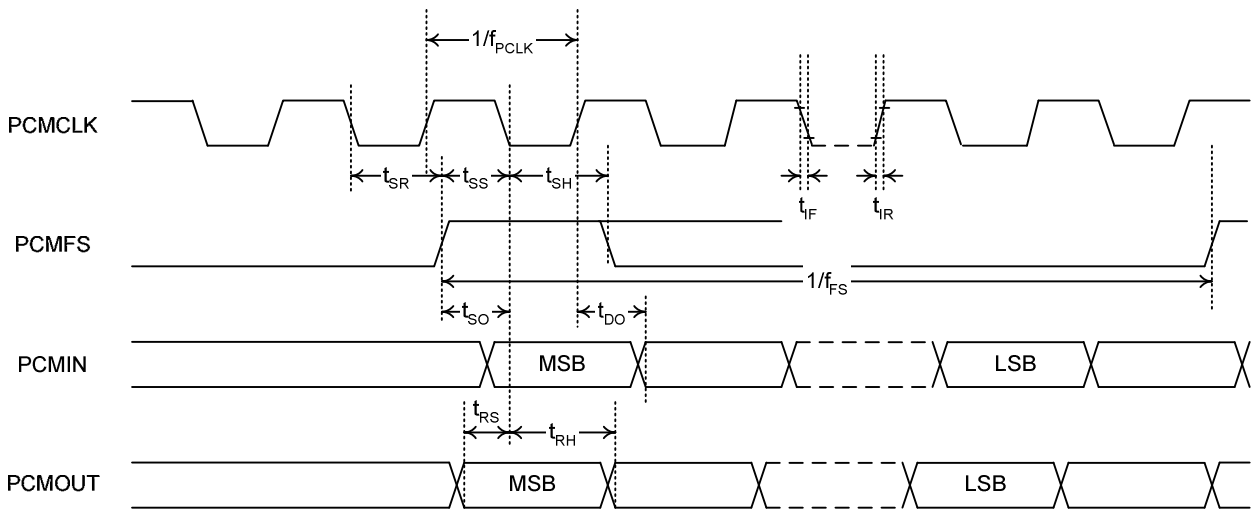 1/fPCLK
PCMCLK
tSR tSS tSH
tIF tIR
PCMFS
1/fFS
tSO tDO
PCMIN MSB LSB
tRS
tRH
PCMOUT MSB LSB